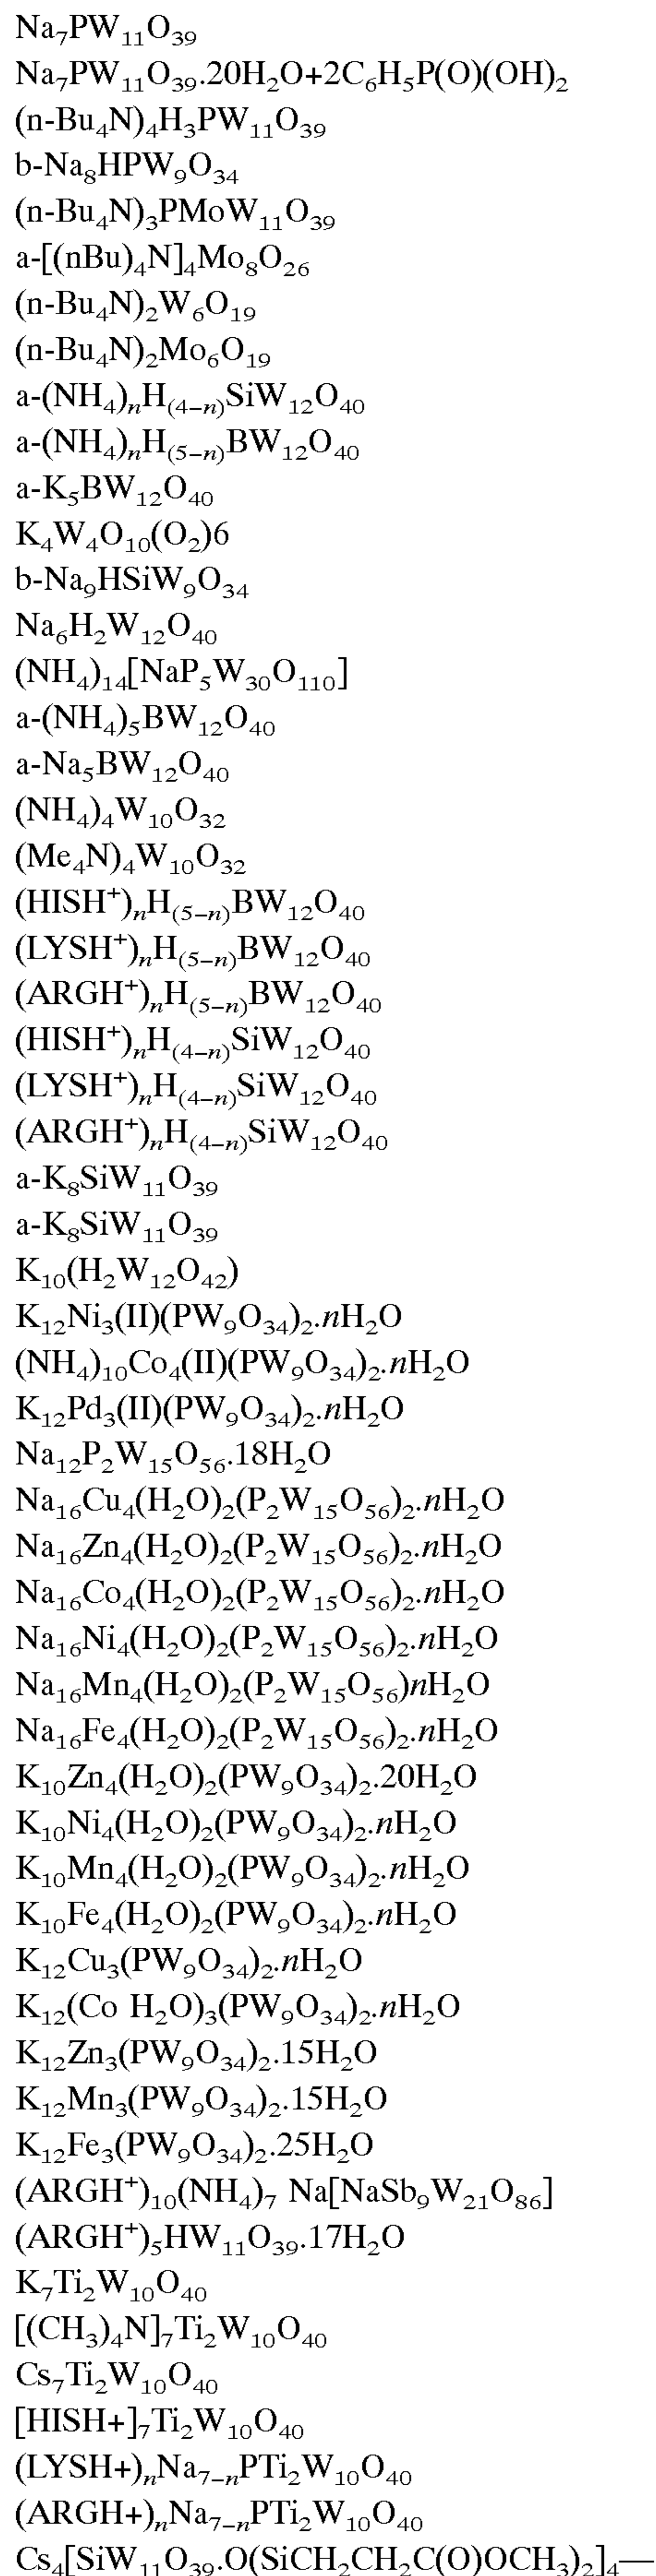 Na₇PW₁₁O₃₉
Na₇PW₁₁O₃₉.20H₂O+2C₆H₅P(O)(OH)₂
(n-Bu₄N)₄H₃PW₁₁O₃₉
b-Na₈HPW₉O₃₄
(n-Bu₄N)₃PMoW₁₁O₃₉
a-[(nBu)₄N]₄Mo₈O₂₆
(n-Bu₄N)₂W₆O₁₉
(n-Bu₄N)₂Mo₆O₁₉
a-(NH₄)ₙH₍₄₋ₙ₎SiW₁₂O₄₀
a-(NH₄)ₙH₍₅₋ₙ₎BW₁₂O₄₀
a-K₅BW₁₂O₄₀
K₄W₄O₁₀(O₂)6
b-Na₉HSiW₉O₃₄
Na₆H₂W₁₂O₄₀
(NH₄)₁₄[NaP₅W₃₀O₁₁₀]
a-(NH₄)₅BW₁₂O₄₀
a-Na₅BW₁₂O₄₀
(NH₄)₄W₁₀O₃₂
(Me₄N)₄W₁₀O₃₂
(HISH⁺)ₙH₍₅₋ₙ₎BW₁₂O₄₀
(LYSH⁺)ₙH₍₅₋ₙ₎BW₁₂O₄₀
(ARGH⁺)ₙH₍₅₋ₙ₎BW₁₂O₄₀
(HISH⁺)ₙH₍₄₋ₙ₎SiW₁₂O₄₀
(LYSH⁺)ₙH₍₄₋ₙ₎SiW₁₂O₄₀
(ARGH⁺)ₙH₍₄₋ₙ₎SiW₁₂O₄₀
a-K₈SiW₁₁O₃₉
a-K₈SiW₁₁O₃₉
K₁₀(H₂W₁₂O₄₂)
K₁₂Ni₃(II)(PW₉O₃₄)₂.nH₂O
(NH₄)₁₀Co₄(II)(PW₉O₃₄)₂.nH₂O
K₁₂Pd₃(II)(PW₉O₃₄)₂.nH₂O
Na₁₂P₂W₁₅O₅₆.18H₂O
Na₁₆Cu₄(H₂O)₂(P₂W₁₅O₅₆)₂.nH₂O
Na₁₆Zn₄(H₂O)₂(P₂W₁₅O₅₆)₂.nH₂O
Na₁₆Co₄(H₂O)₂(P₂W₁₅O₅₆)₂.nH₂O
Na₁₆Ni₄(H₂O)₂(P₂W₁₅O₅₆)₂.nH₂O
Na₁₆Mn₄(H₂O)₂(P₂W₁₅O₅₆)nH₂O
Na₁₆Fe₄(H₂O)₂(P₂W₁₅O₅₆)₂.nH₂O
K₁₀Zn₄(H₂O)₂(PW₉O₃₄)₂.20H₂O
K₁₀Ni₄(H₂O)₂(PW₉O₃₄)₂.nH₂O
K₁₀Mn₄(H₂O)₂(PW₉O₃₄)₂.nH₂O
K₁₀Fe₄(H₂O)₂(PW₉O₃₄)₂.nH₂O
K₁₂Cu₃(PW₉O₃₄)₂.nH₂O
K₁₂(Co H₂O)₃(PW₉O₃₄)₂.nH₂O
K₁₂Zn₃(PW₉O₃₄)₂.15H₂O
K₁₂Mn₃(PW₉O₃₄)₂.15H₂O
K₁₂Fe₃(PW₉O₃₄)₂.25H₂O
(ARGH⁺)₁₀(NH₄)₇ Na[NaSb₉W₂₁O₈₆]
(ARGH⁺)₅HW₁₁O₃₉.17H₂O
K₇Ti₂W₁₀O₄₀
[(CH₃)₄N]₇Ti₂W₁₀O₄₀
Cs₇Ti₂W₁₀O₄₀
[HISH+]₇Ti₂W₁₀O₄₀
(LYSH+)ₙNa₇₋ₙPTi₂W₁₀O₄₀
(ARGH+)ₙNa₇₋ₙPTi₂W₁₀O₄₀
Cs₄[SiW₁₁O₃₉.O(SiCH₂CH₂C(O)OCH₃)₂]₄—